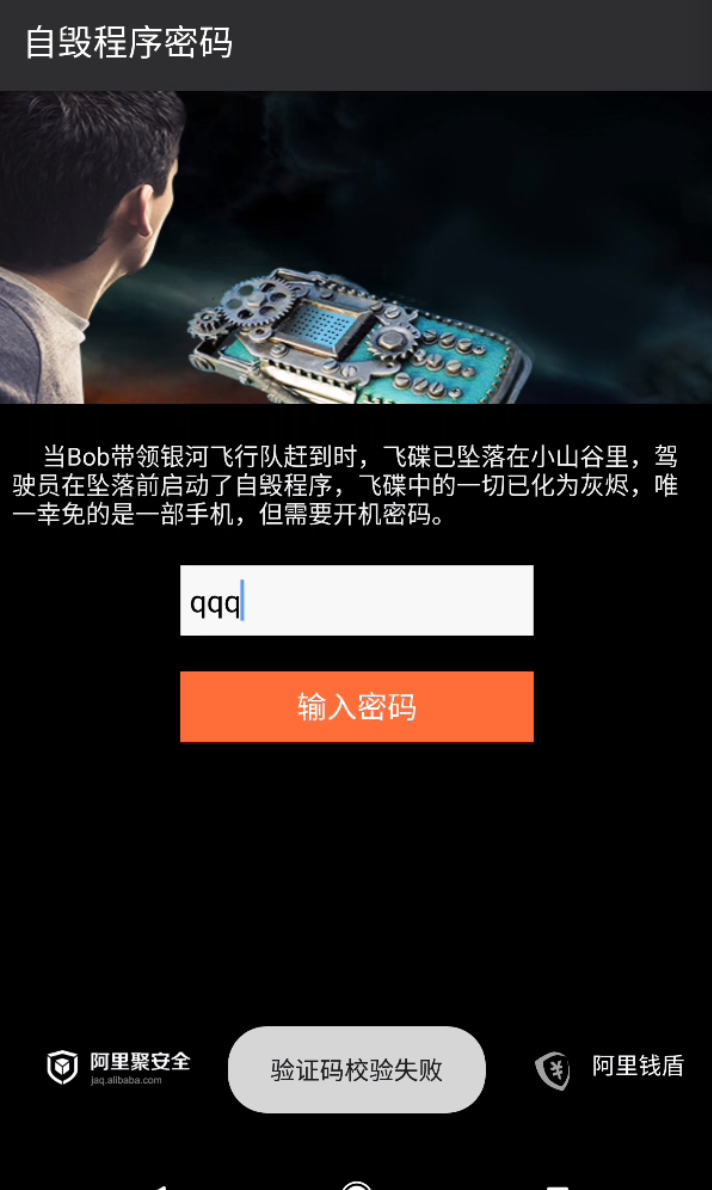 自毁程序密码
当Bob带领银河飞行队赶到时，飞碟已坠落在小山谷里，驾
驶员在坠落前启动了自毁程序，飞碟中的一切已化为灰烬，唯
一幸免的是一部手机，但需要开机密码。
qqq
输入密码
阿里聚安全
jaq.alibaba.com
验证码校验失败
阿里钱盾